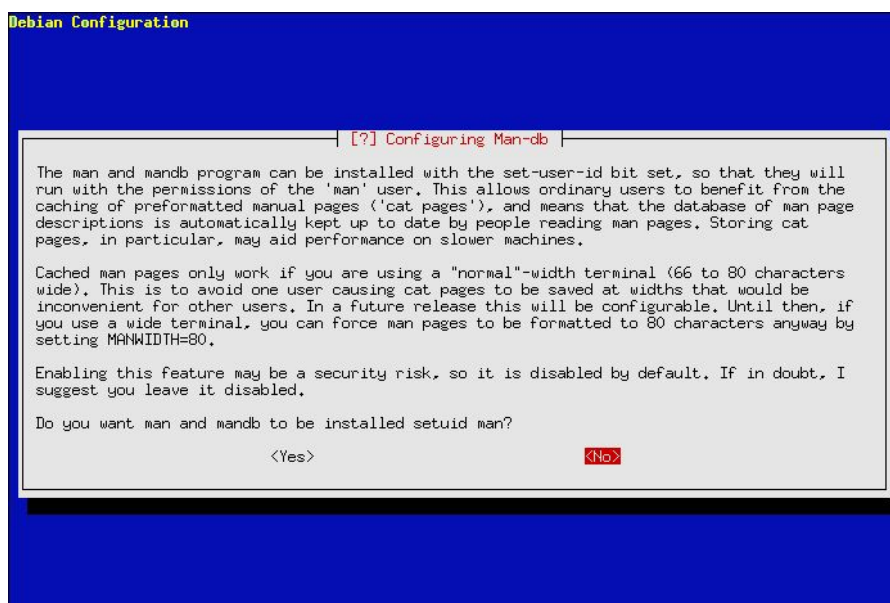 Debian Configuration
[?] Configuring Man-db
The man and mandb program can be installed with the set-user-id bit set, so that they will
run with the permissions of the 'man' user. This allows ordinary users to benefit from the
caching of preformatted manual pages ('cat pages'), and means that the database of man page
descriptions is automatically kept up to date by people reading man pages. Storing cat
pages, in particular, may aid performance on slower machines.
Cached man pages only work if you are using a "normal"-width terminal (66 to 80 characters
wide). This is to avoid one user causing cat pages to be saved at widths that would be
inconvenient for other users. In a future release this will be configurable. Until then, if
you use a wide terminal, you can force man pages to be formatted to 80 characters anyway by
setting MANWIDTH=80.
Enabling this feature may be a security risk, so it is disabled by default. If in doubt, I
suggest you leave it disabled.
Do you want man and mandb to be installed setuid man?
<Yes> <No>